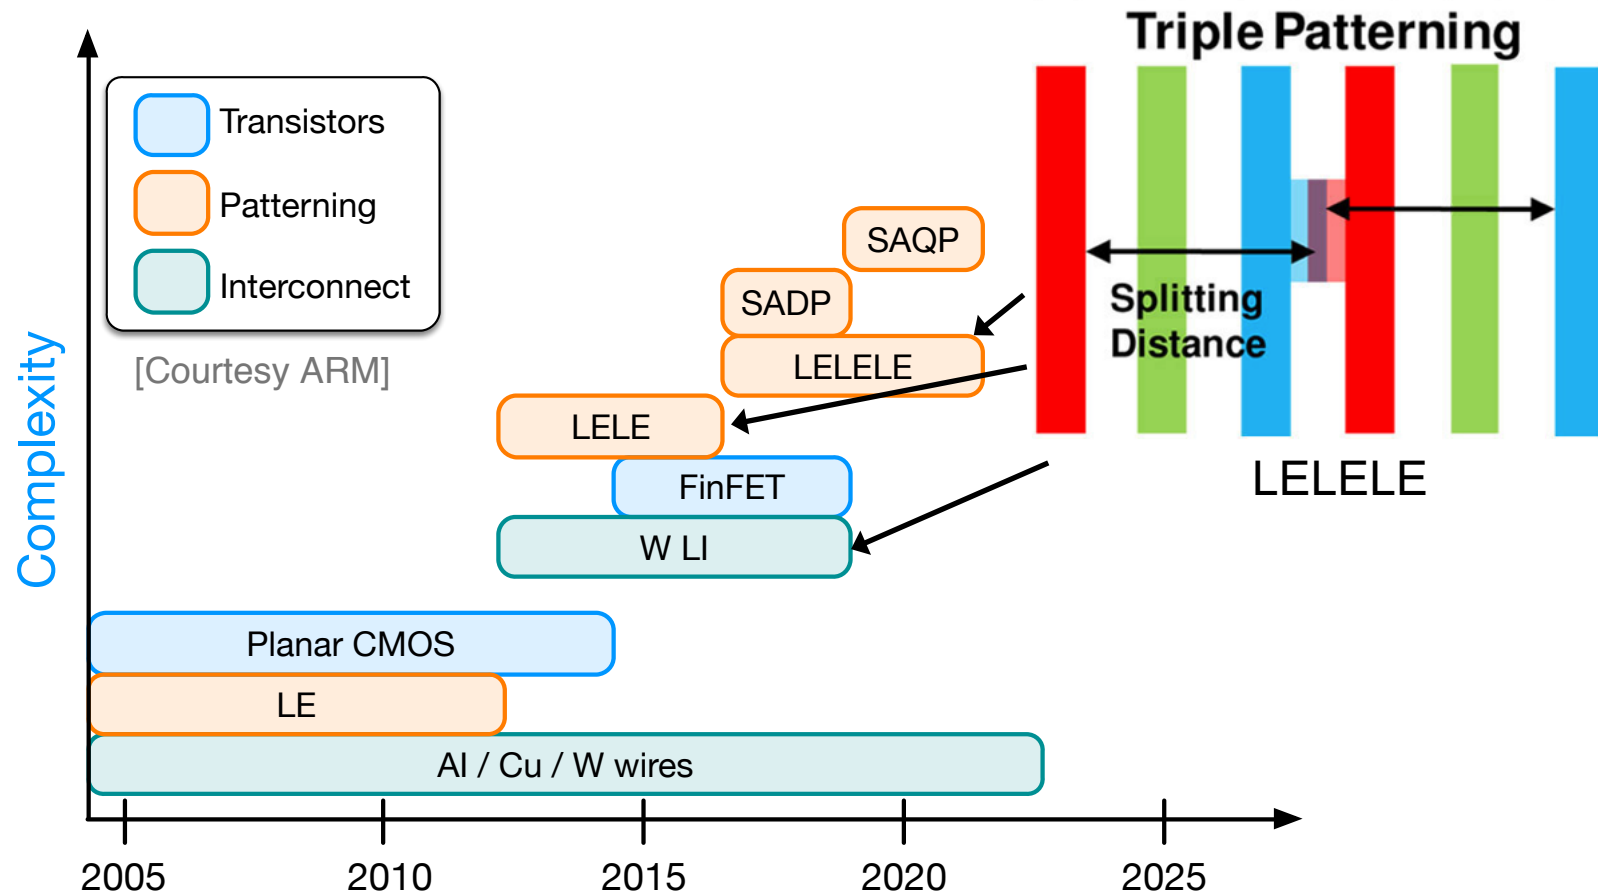 Triple Patterning
Transistors
Patterning
Interconnect
[Courtesy ARM]
Complexity
SAQP
SADP
LELELE
LELE
FinFET
W LI
Planar CMOS
LE
Al / Cu / W wires
Splitting
Distance
LELELE
2005
2010
2015
2020
2025